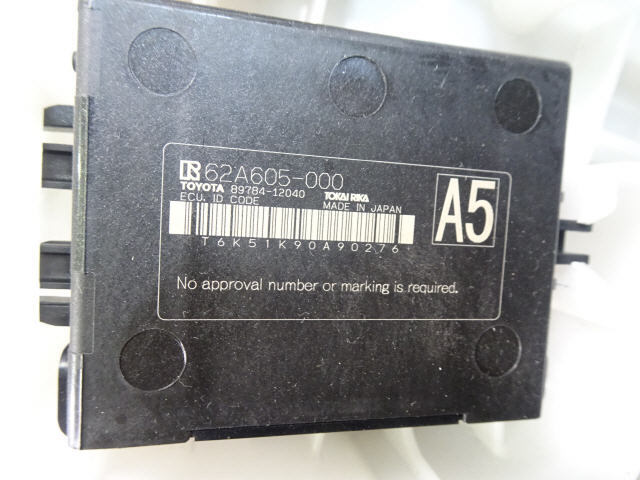 R 62A605-000
TOYOTA 89784-12040 TOKAI RIKA
ECU, ID CODE MADE IN JAPAN
A5
T6K51K90A90276
No approval number or marking is required.